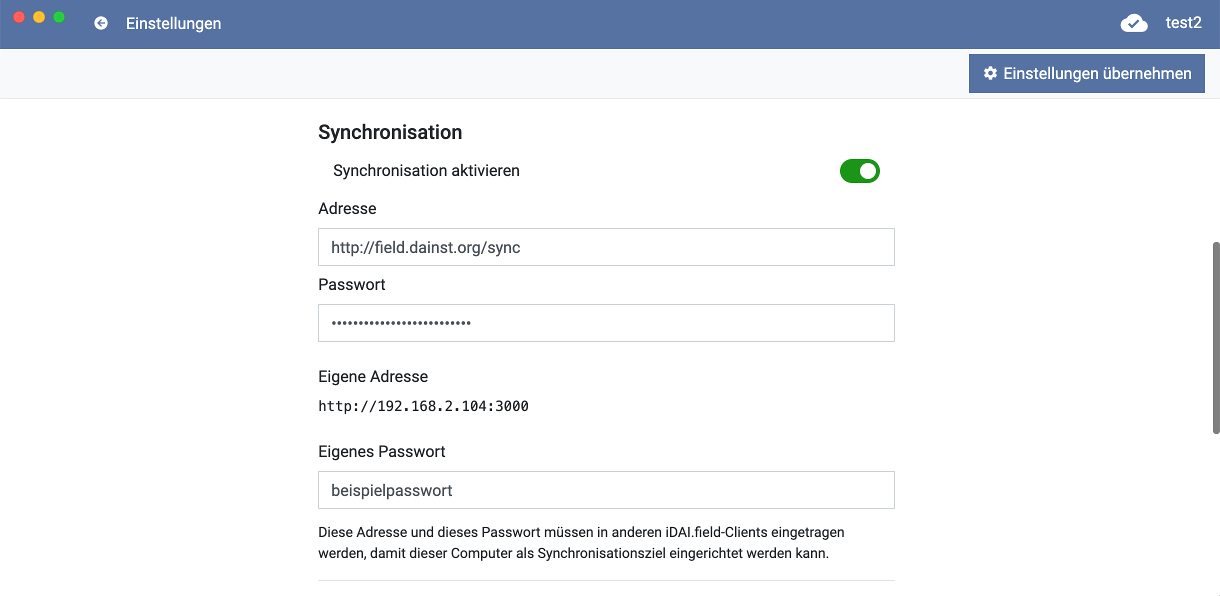 Einstellungen
test2
Einstellungen übernehmen
Synchronisation
Synchronisation aktivieren
Adresse
http://field.dainst.org/sync
Passwort
••••••••••••••••••••••••••
Eigene Adresse
http://192.168.2.104:3000
Eigenes Passwort
beispielpasswort
Diese Adresse und dieses Passwort müssen in anderen iDAI.field-Clients eingetragen
werden, damit dieser Computer als Synchronisationsziel eingerichtet werden kann.